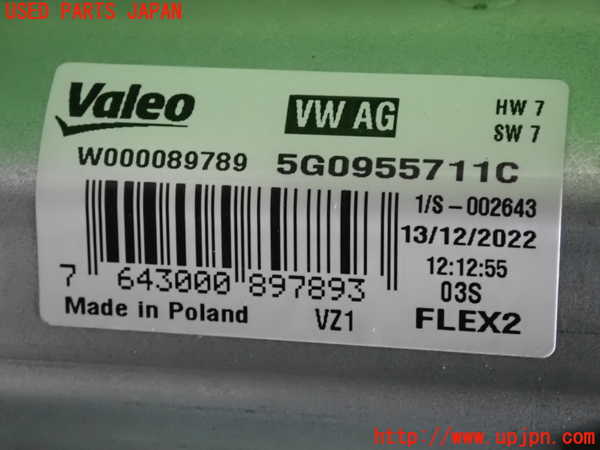 USED PARTS JAPAN
Valeo
VW AG
HW 7
SW 7
W000089789
5G0955711C
1/S-002643
13/12/2022
12:12:55
03S
7 643000 897893
Made in Poland
VZ1
FLEX2
http://www.upjpn.com/